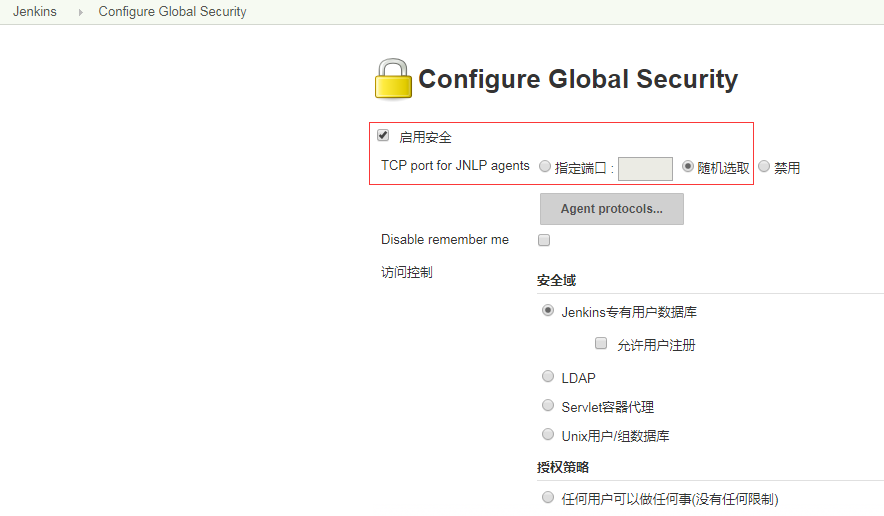 Jenkins Configure Global Security
Configure Global Security
启用安全
TCP port for JNLP agents 指定端口 : 随机选取 禁用
Agent protocols...
Disable remember me
访问控制
安全域
Jenkins专有用户数据库
允许用户注册
LDAP
Servlet容器代理
Unix用户/组数据库
授权策略
任何用户可以做任何事(没有任何限制)